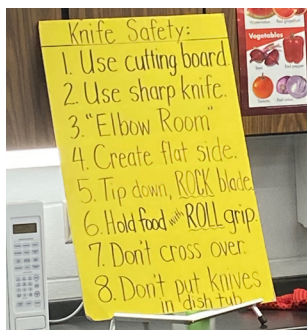 Knife Safety:
1. Use cutting board.
2. Use sharp knife.
3. "Elbow Room"
4. Create flat side.
5. Tip down, ROCK blade.
6. Hold food with ROLL grip.
7. Don't cross over.
8. Don't put knives
in dish tub
Vegetables